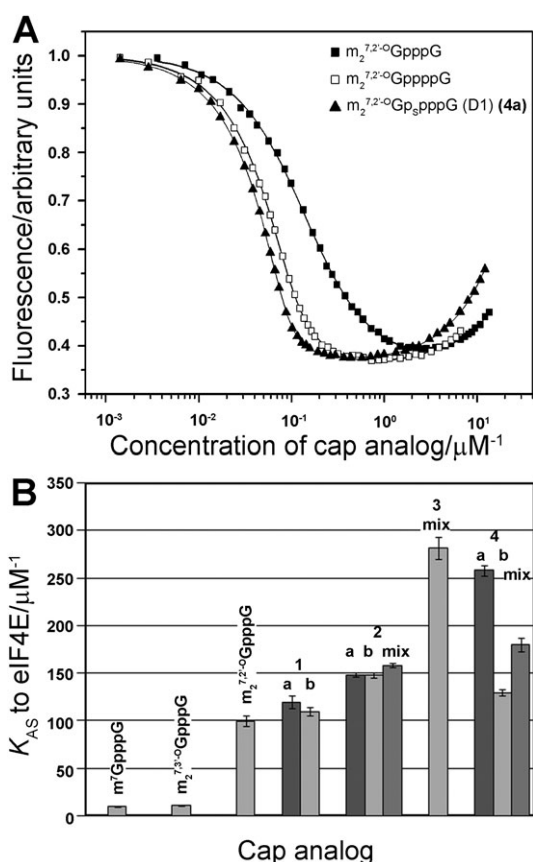 A
Fluorescence/arbitrary units
1.0
0.9
0.8
0.7
0.6
0.5
0.4
0.3
m₂⁷,²'⁻ᴼGpppG
m₂⁷,²'⁻ᴼGppppG
m₂⁷,²'⁻ᴼGpₛpppG (D1) (4a)
10⁻³ 10⁻² 10⁻¹ 10⁰ 10¹
Concentration of cap analog/μM⁻¹
B
K_AS to eIF4E/μM⁻¹
350
300
250
200
150
100
50
0
m⁷GpppG
m₂⁷,³'⁻ᴼGpppG
m₂⁷,²'⁻ᴼGppppG
1
a b
2
a b mix
3
mix
4
a b mix
Cap analog